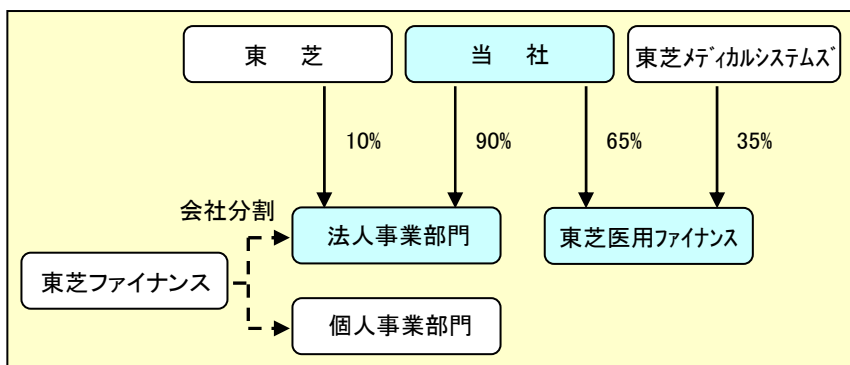 東 芝
当 社
東芝ﾒﾃﾞｨｶﾙｼｽﾃﾑｽﾞ
10%
90%
65%
35%
会社分割
法人事業部門
東芝医用ﾌｧｲﾅﾝｽ
東芝ファイナンス
個人事業部門